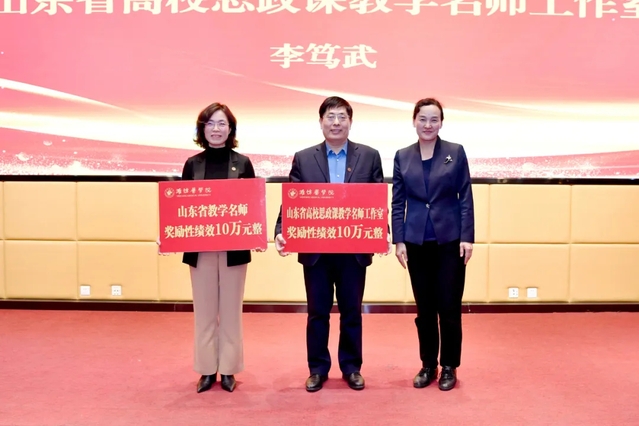 山东省高校思政课教学名师工作室
李笃武
潍坊医学院
山东省教学名师
奖励性绩效10万元整
潍坊医学院
山东省高校思政课教学名师工作室
奖励性绩效10万元整